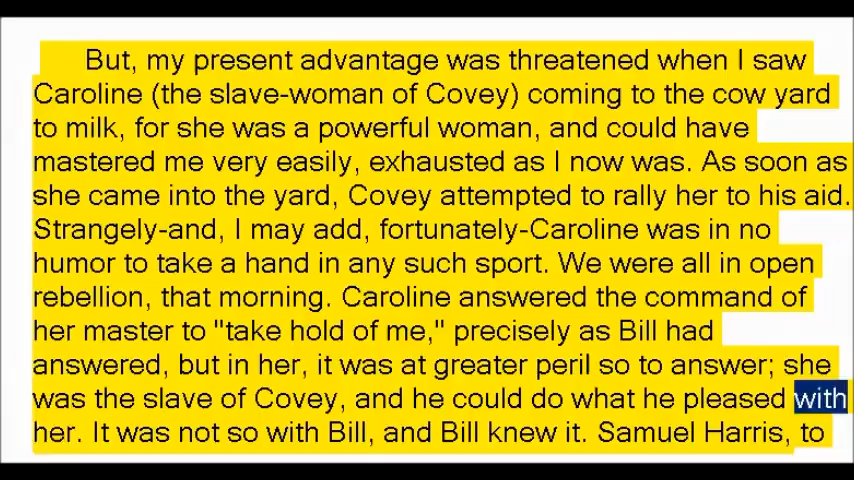 But, my present advantage was threatened when I saw
Caroline (the slave-woman of Covey) coming to the cow yard
to milk, for she was a powerful woman, and could have
mastered me very easily, exhausted as I now was. As soon as
she came into the yard, Covey attempted to rally her to his aid.
Strangely-and, I may add, fortunately-Caroline was in no
humor to take a hand in any such sport. We were all in open
rebellion, that morning. Caroline answered the command of
her master to "take hold of me," precisely as Bill had
answered, but in her, it was at greater peril so to answer; she
was the slave of Covey, and he could do what he pleased with
her. It was not so with Bill, and Bill knew it. Samuel Harris, to